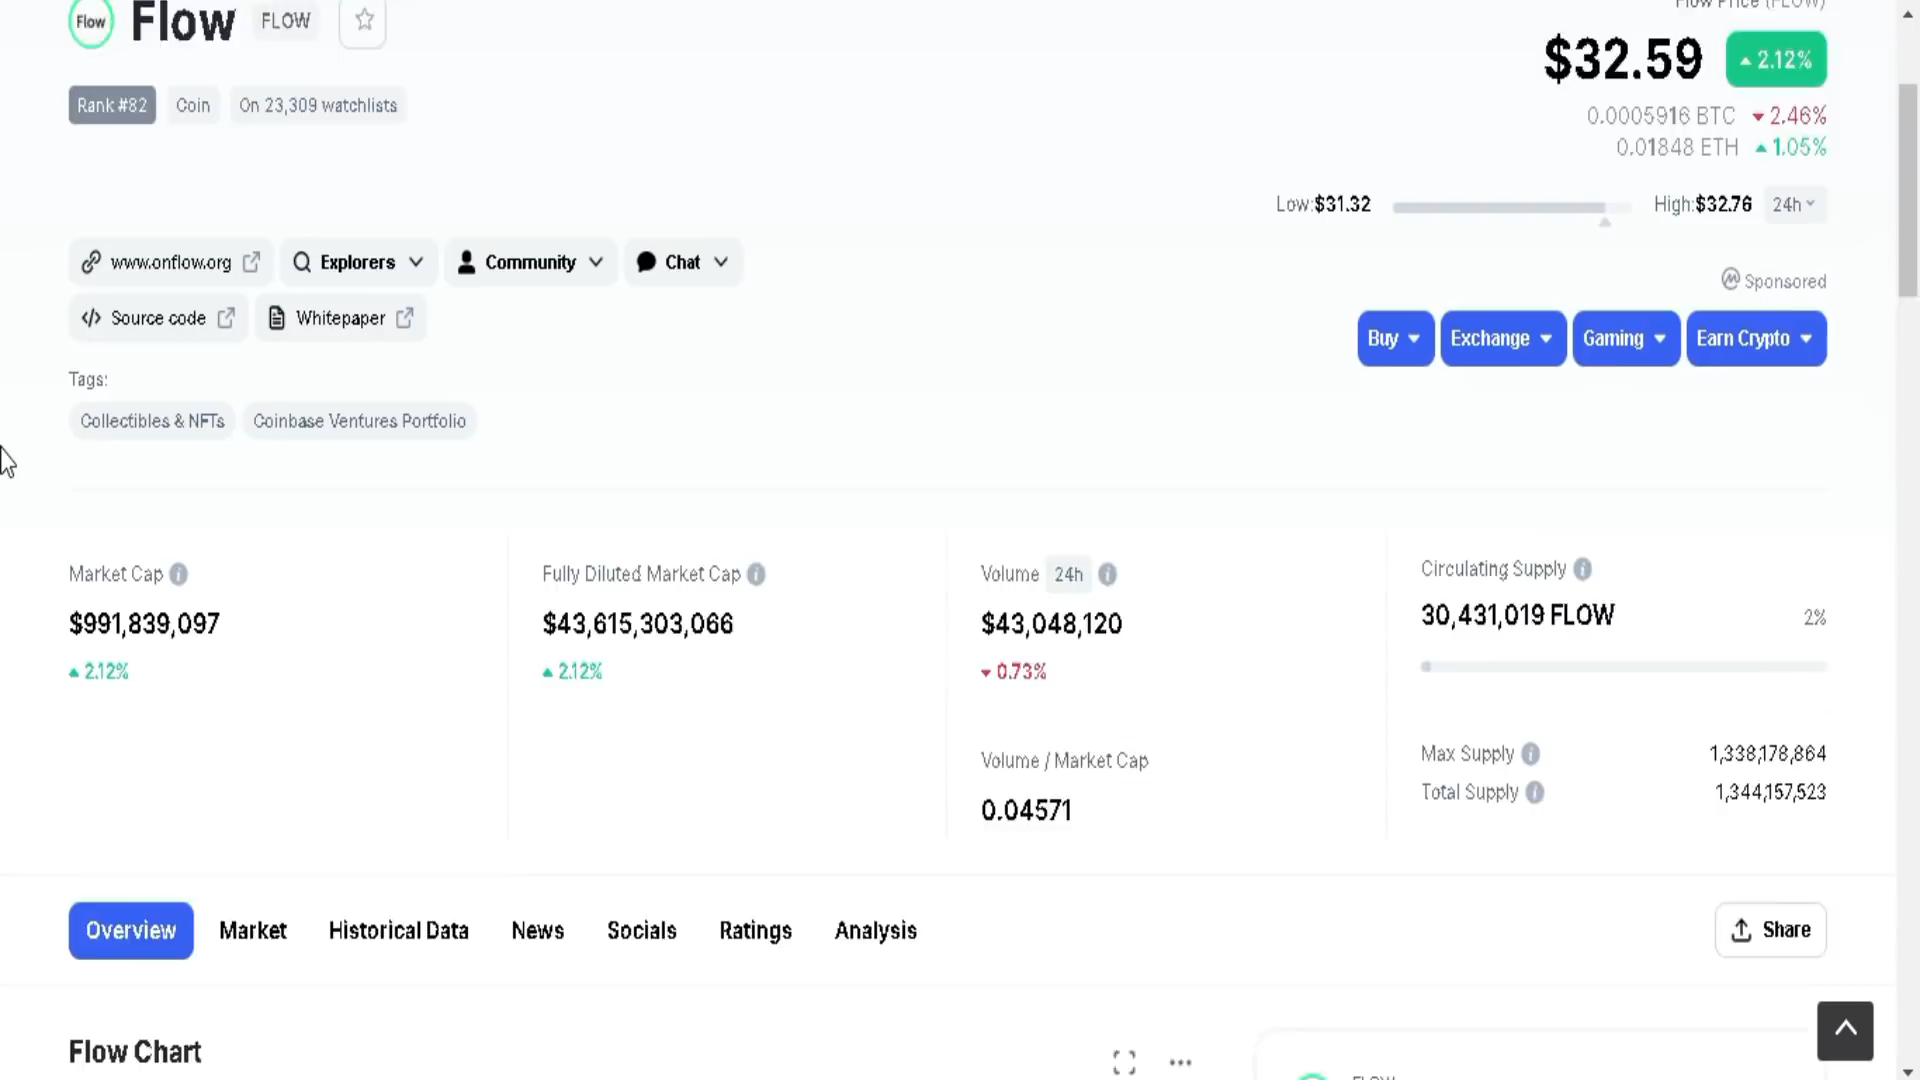 Flow Price (FLOW)
Flow Flow FLOW
$32.59 2.12%
Rank #82 Coin On 23,309 watchlists
0.0005916 BTC 2.46%
0.01848 ETH 1.05%
Low:$31.32 High:$32.76 24h
www.onflow.org Explorers Community Chat
Sponsored
Source code Whitepaper
Buy Exchange Gaming Earn Crypto
Tags:
Collectibles & NFTs Coinbase Ventures Portfolio
Market Cap Fully Diluted Market Cap Volume 24h Circulating Supply
$991,839,097 $43,615,303,066 $43,048,120 30,431,019 FLOW 2%
2.12% 2.12% 0.73%
Volume / Market Cap Max Supply 1,338,178,864
0.04571 Total Supply 1,344,157,523
Overview Market Historical Data News Socials Ratings Analysis Share
Flow Chart
FLOW